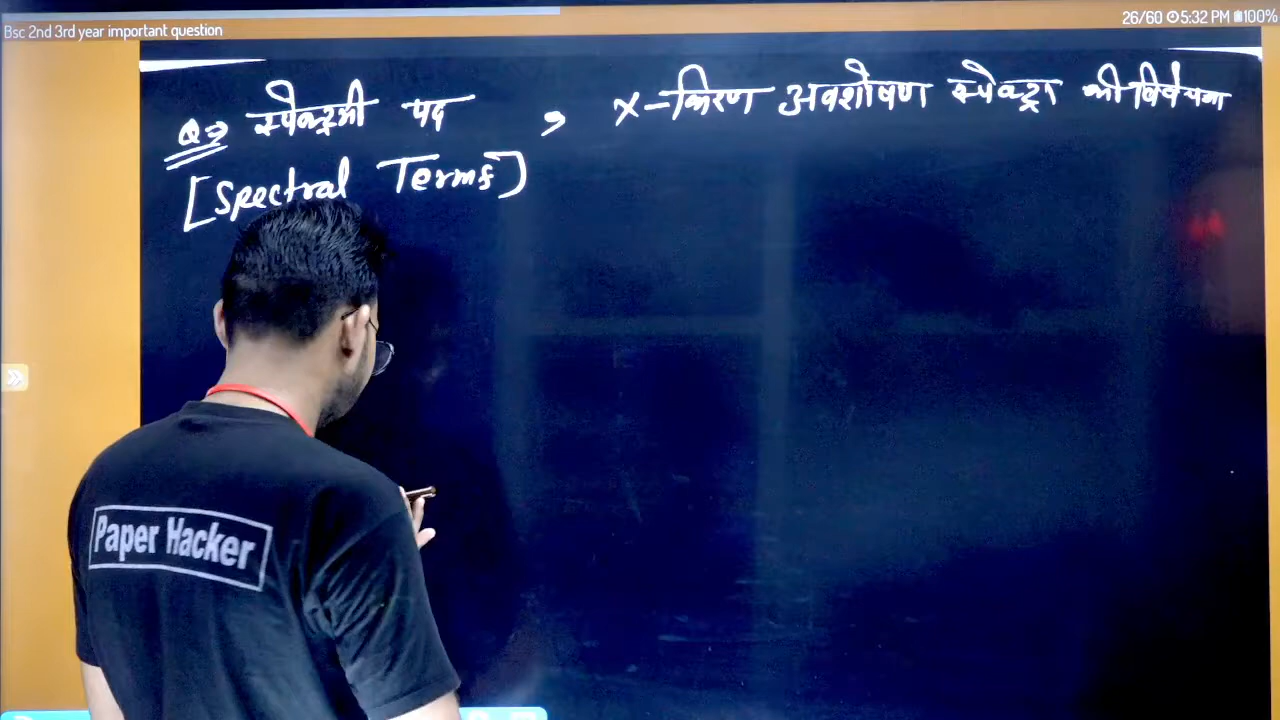 Bsc 2nd 3rd year important question
26/60 5:32 PM 100%
Q⇒ स्पेक्ट्रमी पद , X-किरण अवशोषण स्पेक्ट्रा की विवेचना
[Spectral Terms]
Paper Hacker